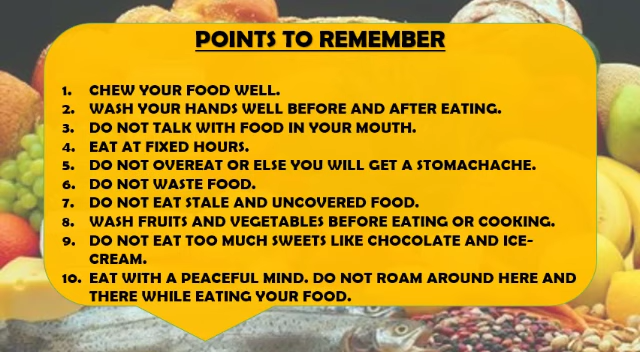 POINTS TO REMEMBER
1. CHEW YOUR FOOD WELL.
2. WASH YOUR HANDS WELL BEFORE AND AFTER EATING.
3. DO NOT TALK WITH FOOD IN YOUR MOUTH.
4. EAT AT FIXED HOURS.
5. DO NOT OVEREAT OR ELSE YOU WILL GET A STOMACHACHE.
6. DO NOT WASTE FOOD.
7. DO NOT EAT STALE AND UNCOVERED FOOD.
8. WASH FRUITS AND VEGETABLES BEFORE EATING OR COOKING.
9. DO NOT EAT TOO MUCH SWEETS LIKE CHOCOLATE AND ICE-
CREAM.
10. EAT WITH A PEACEFUL MIND. DO NOT ROAM AROUND HERE AND
THERE WHILE EATING YOUR FOOD.